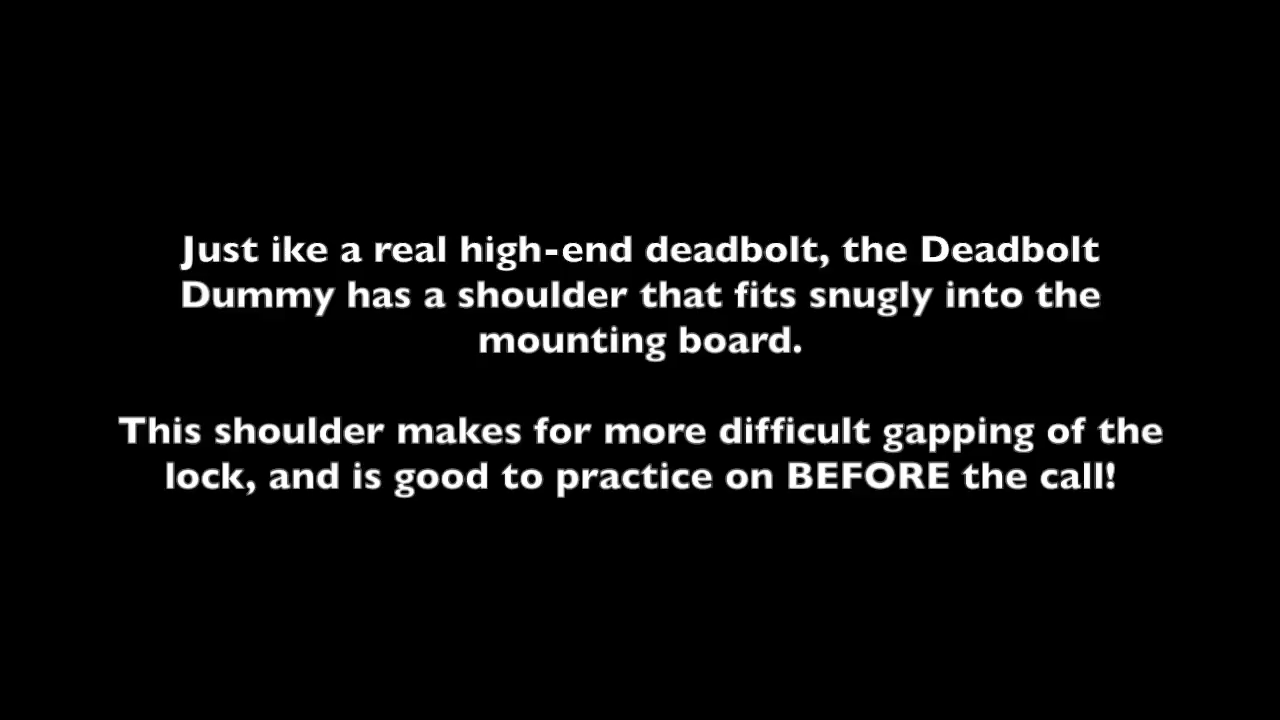 Just ike a real high-end deadbolt, the Deadbolt
Dummy has a shoulder that fits snugly into the
mounting board.
This shoulder makes for more difficult gapping of the
lock, and is good to practice on BEFORE the call!